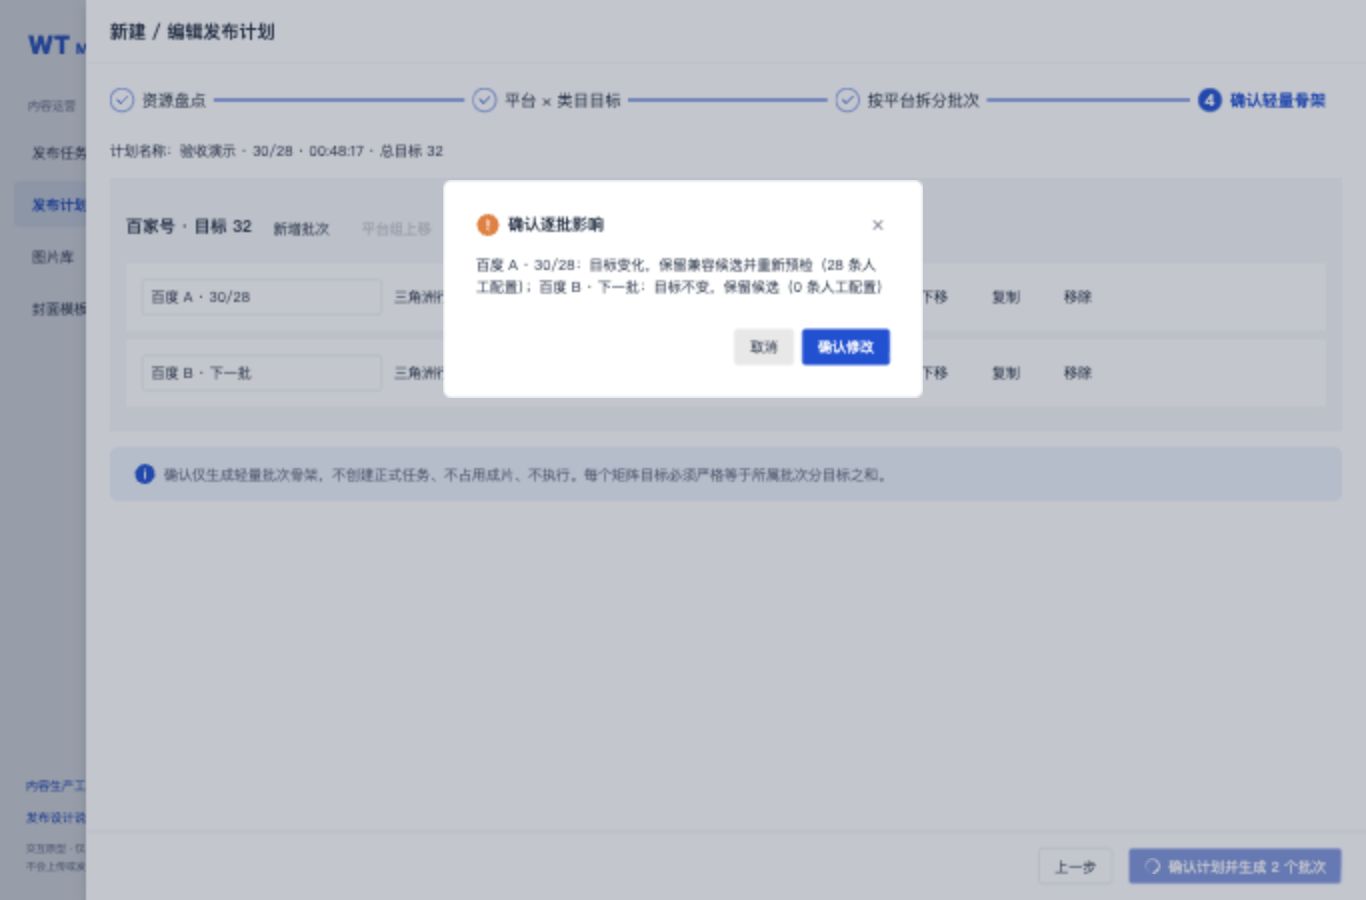 WT M
内容运营
发布任务
发布计划
图片库
封面模板
内容生产工
发布设计说
交互原型 · 仅
不会上传或发
新建 / 编辑发布计划
资源盘点
平台 × 类目目标
按平台拆分批次
4 确认轻量骨架
计划名称：验收演示 · 30/28 · 00:48:17 · 总目标 32
百家号 · 目标 32 新增批次 平台组上移
百度 A · 30/28 三角洲行 下移 复制 移除
百度 B · 下一批 三角洲行 下移 复制 移除
确认逐批影响
百度 A · 30/28：目标变化，保留兼容候选并重新预检（28 条人
工配置）；百度 B · 下一批：目标不变，保留候选（0 条人工配置）
取消 确认修改
确认仅生成轻量批次骨架，不创建正式任务、不占用成片、不执行。每个矩阵目标必须严格等于所属批次分目标之和。
上一步 确认计划并生成 2 个批次